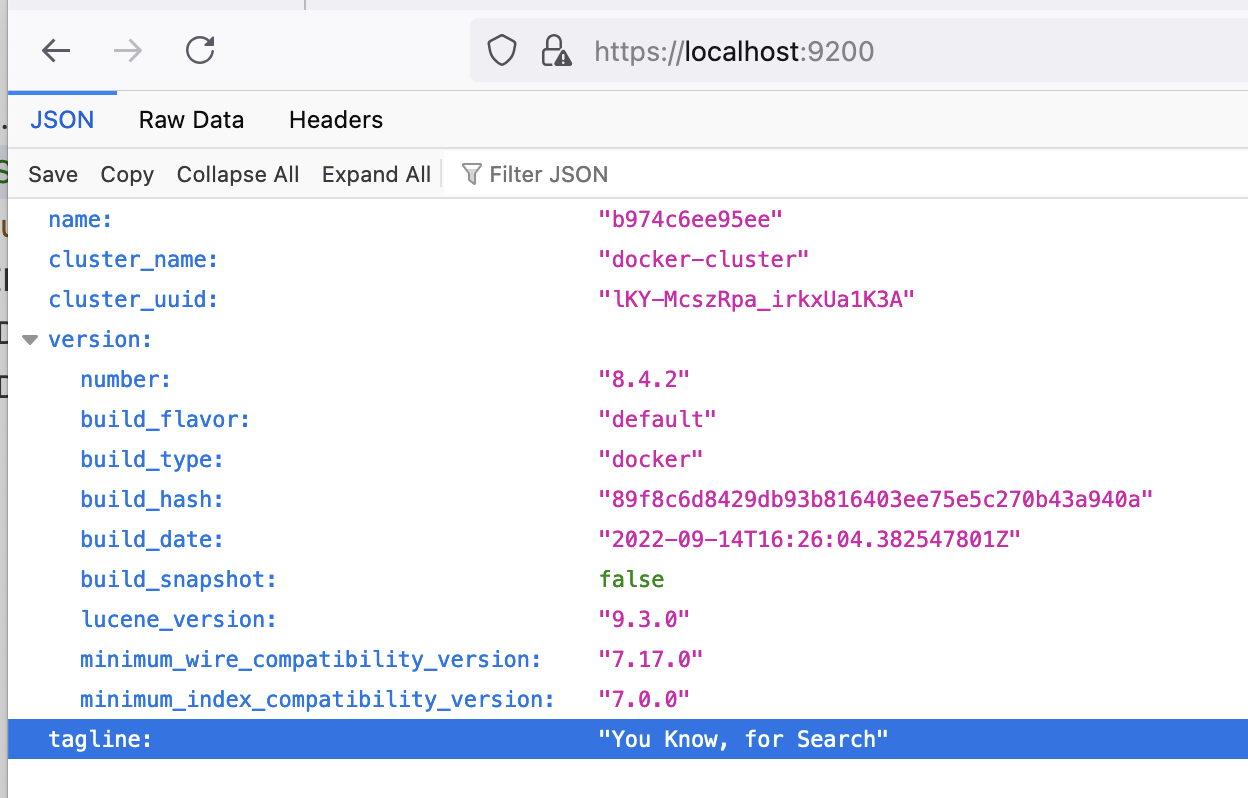 https://localhost:9200
JSON Raw Data Headers
Save Copy Collapse All Expand All Filter JSON
name: "b974c6ee95ee"
cluster_name: "docker-cluster"
cluster_uuid: "lKY-McszRpa_irkxUa1K3A"
version:
number: "8.4.2"
build_flavor: "default"
build_type: "docker"
build_hash: "89f8c6d8429db93b816403ee75e5c270b43a940a"
build_date: "2022-09-14T16:26:04.382547801Z"
build_snapshot: false
lucene_version: "9.3.0"
minimum_wire_compatibility_version: "7.17.0"
minimum_index_compatibility_version: "7.0.0"
tagline: "You Know, for Search"